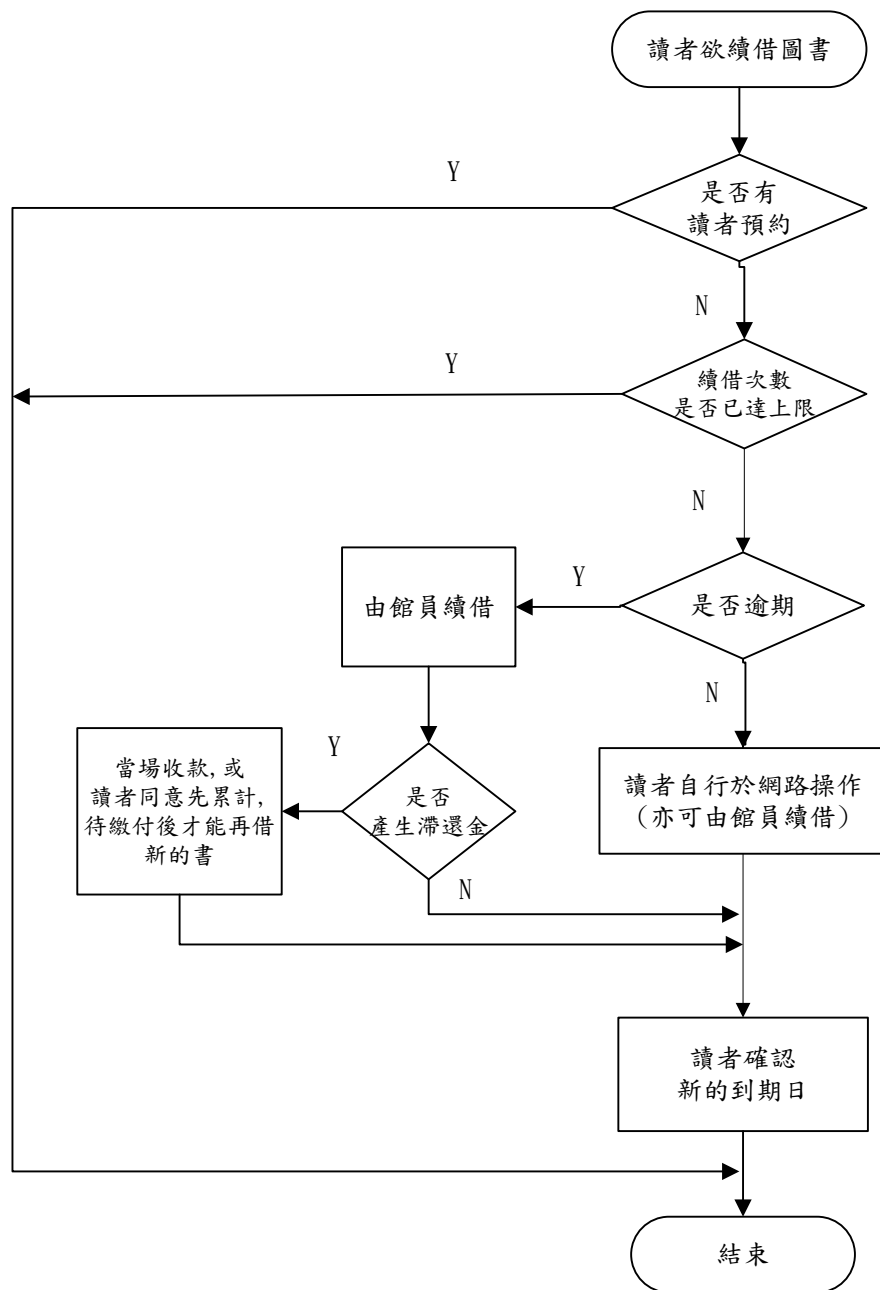 讀者欲續借圖書
Y
是否有
讀者預約
N
Y
續借次數
是否已達上限
N
Y
由館員續借
是否逾期
N
Y
當場收款,或
讀者同意先累計,
待繳付後才能再借
新的書
是否
產生滯還金
讀者自行於網路操作
(亦可由館員續借)
N
讀者確認
新的到期日
結束